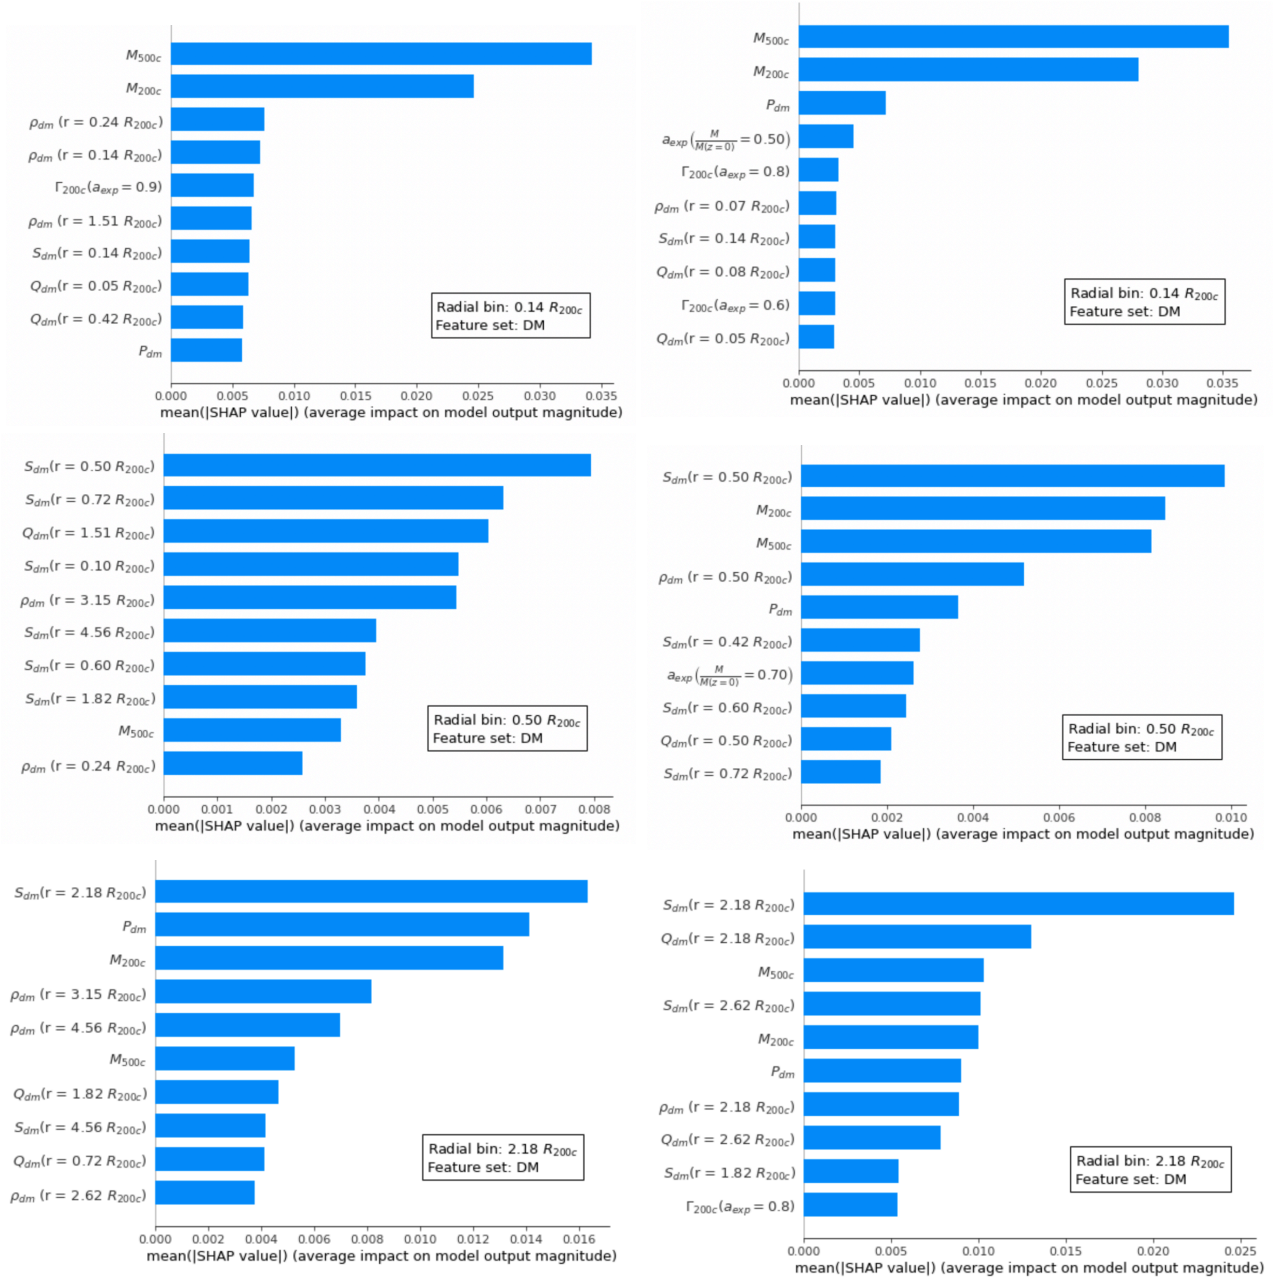 M500c
M200c
ρdm (r = 0.24 R200c)
ρdm (r = 0.14 R200c)
Γ200c(aexp = 0.9)
ρdm (r = 1.51 R200c)
Sdm(r = 0.14 R200c)
Qdm(r = 0.05 R200c)
Qdm(r = 0.42 R200c)
Pdm
Radial bin: 0.14 R200c
Feature set: DM
0.000 0.005 0.010 0.015 0.020 0.025 0.030 0.035
mean(|SHAP value|) (average impact on model output magnitude)
M500c
M200c
Pdm
aexp(M/M(z=0) = 0.50)
Γ200c(aexp = 0.8)
ρdm (r = 0.07 R200c)
Sdm(r = 0.14 R200c)
Qdm(r = 0.08 R200c)
Γ200c(aexp = 0.6)
Qdm(r = 0.05 R200c)
Radial bin: 0.14 R200c
Feature set: DM
0.000 0.005 0.010 0.015 0.020 0.025 0.030 0.035
mean(|SHAP value|) (average impact on model output magnitude)
Sdm(r = 0.50 R200c)
Sdm(r = 0.72 R200c)
Qdm(r = 1.51 R200c)
Sdm(r = 0.10 R200c)
ρdm (r = 3.15 R200c)
Sdm(r = 4.56 R200c)
Sdm(r = 0.60 R200c)
Sdm(r = 1.82 R200c)
M500c
ρdm (r = 0.24 R200c)
Radial bin: 0.50 R200c
Feature set: DM
0.000 0.001 0.002 0.003 0.004 0.005 0.006 0.007 0.008
mean(|SHAP value|) (average impact on model output magnitude)
Sdm(r = 0.50 R200c)
M200c
M500c
ρdm (r = 0.50 R200c)
Pdm
Sdm(r = 0.42 R200c)
aexp(M/M(z=0) = 0.70)
Sdm(r = 0.60 R200c)
Qdm(r = 0.50 R200c)
Sdm(r = 0.72 R200c)
Radial bin: 0.50 R200c
Feature set: DM
0.000 0.002 0.004 0.006 0.008 0.010
mean(|SHAP value|) (average impact on model output magnitude)
Sdm(r = 2.18 R200c)
Pdm
M200c
ρdm (r = 3.15 R200c)
ρdm (r = 4.56 R200c)
M500c
Qdm(r = 1.82 R200c)
Sdm(r = 4.56 R200c)
Qdm(r = 0.72 R200c)
ρdm (r = 2.62 R200c)
Radial bin: 2.18 R200c
Feature set: DM
0.000 0.002 0.004 0.006 0.008 0.010 0.012 0.014 0.016
mean(|SHAP value|) (average impact on model output magnitude)
Sdm(r = 2.18 R200c)
Qdm(r = 2.18 R200c)
M500c
Sdm(r = 2.62 R200c)
M200c
Pdm
ρdm (r = 2.18 R200c)
Qdm(r = 2.62 R200c)
Sdm(r = 1.82 R200c)
Γ200c(aexp = 0.8)
Radial bin: 2.18 R200c
Feature set: DM
0.000 0.005 0.010 0.015 0.020 0.025
mean(|SHAP value|) (average impact on model output magnitude)